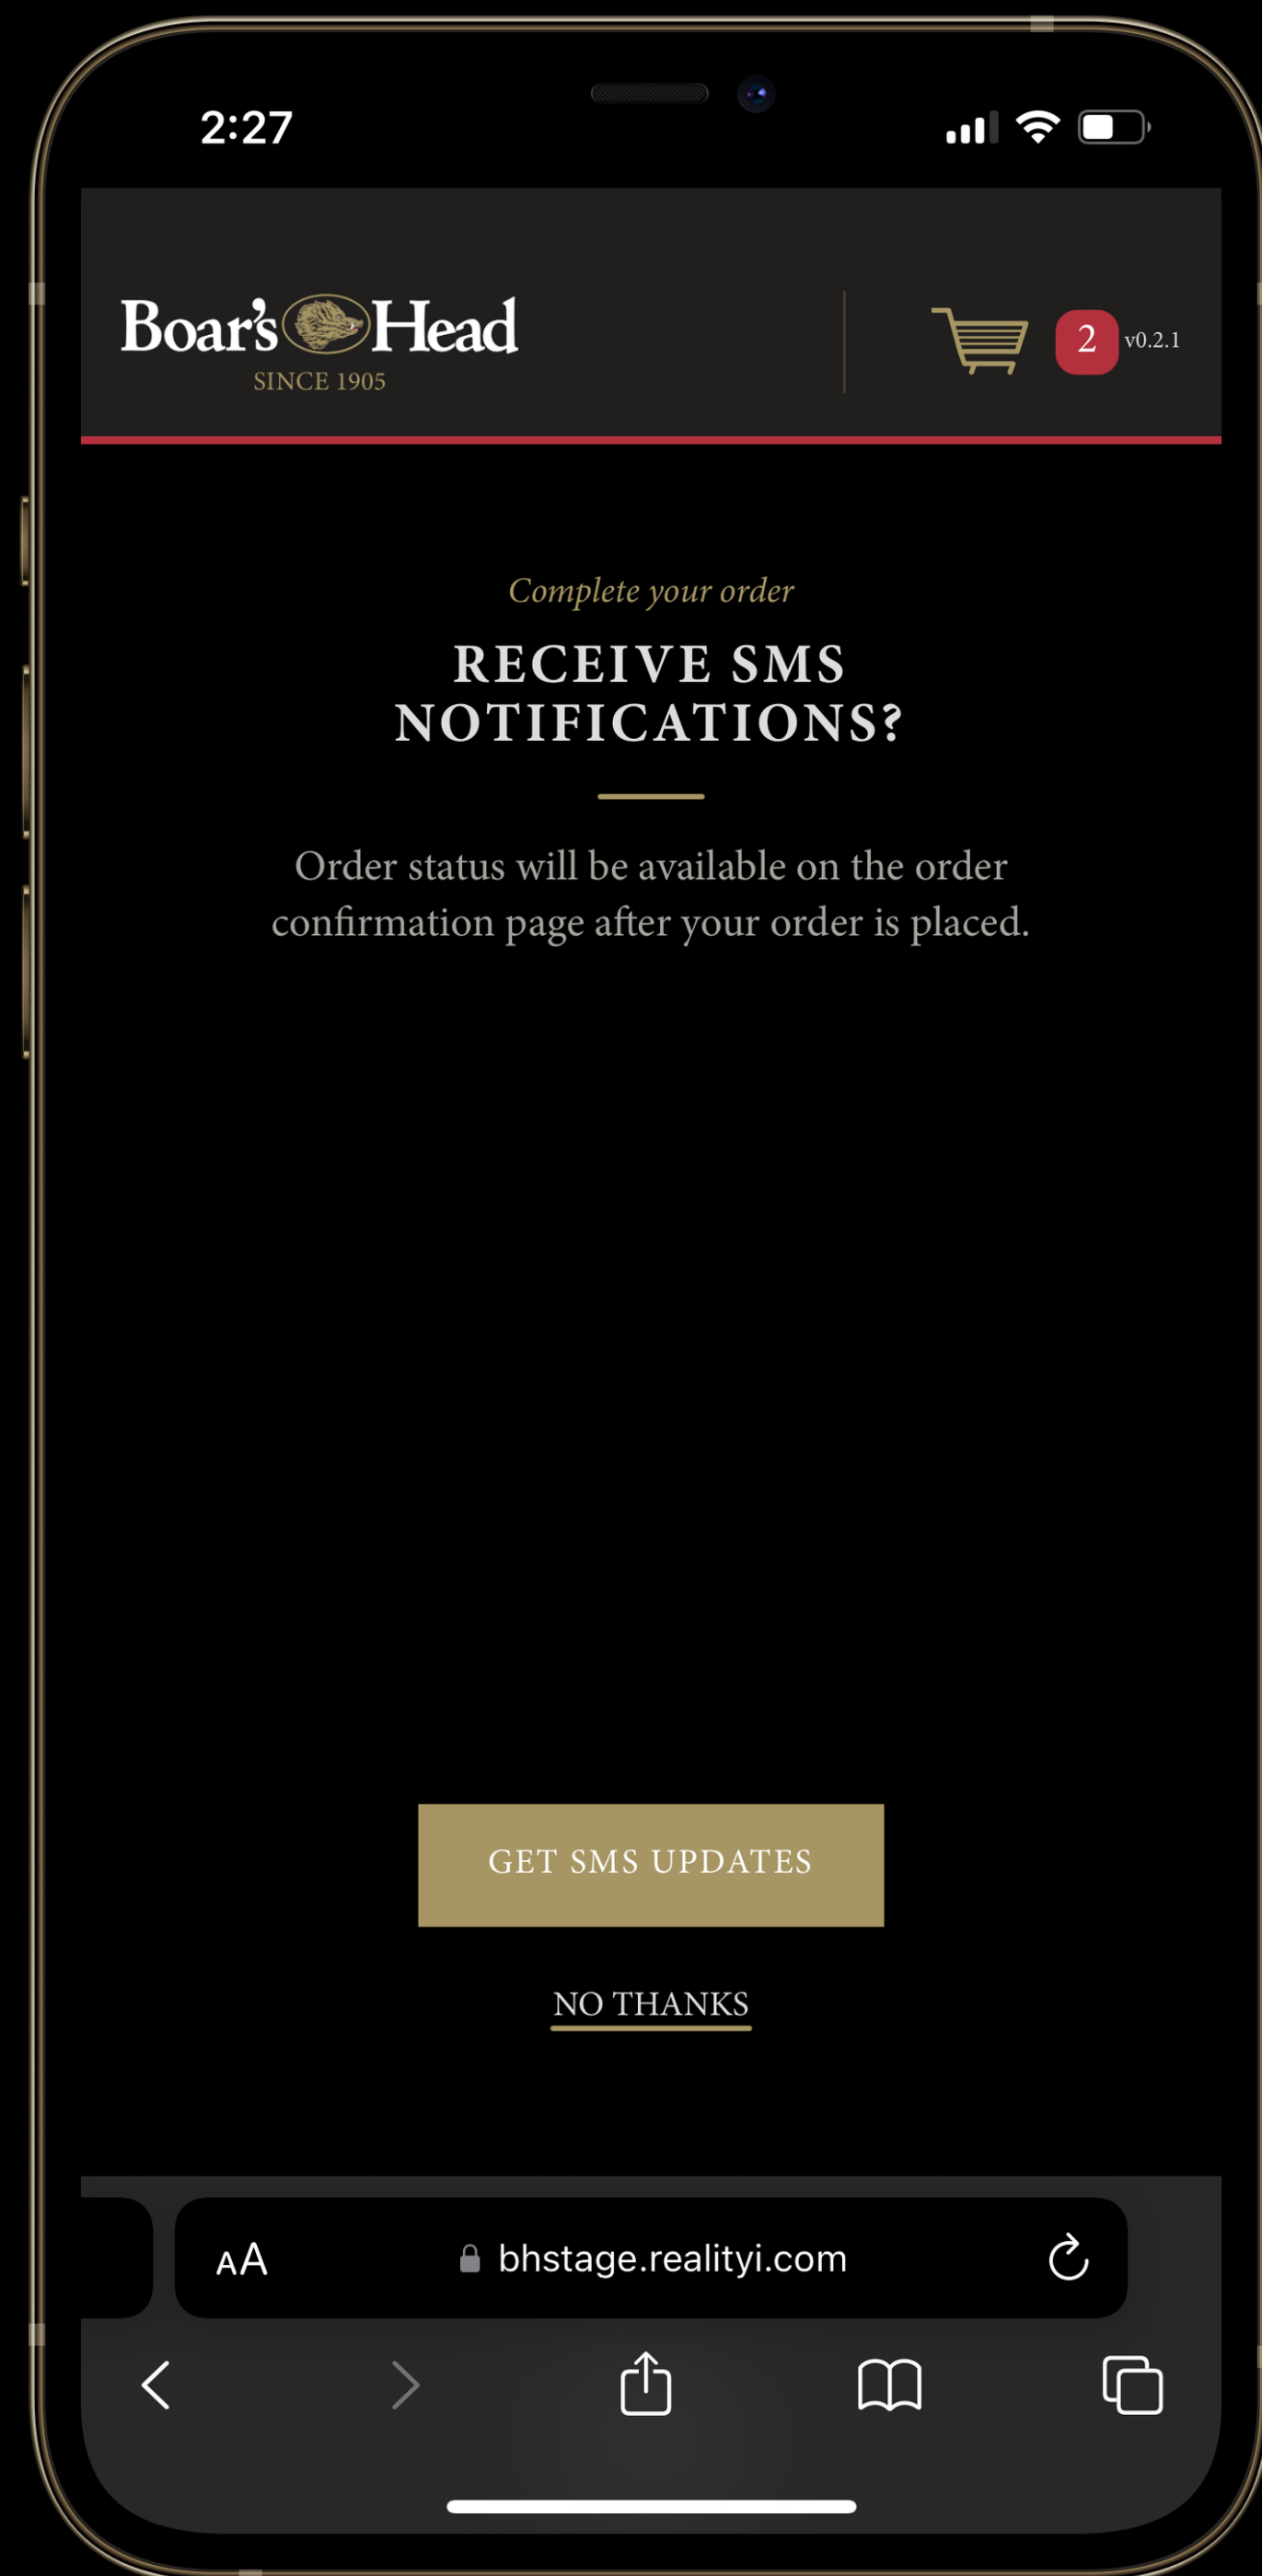 2:27
Boar's Head
SINCE 1905
2 v0.2.1
Complete your order
RECEIVE SMS
NOTIFICATIONS?
Order status will be available on the order
confirmation page after your order is placed.
GET SMS UPDATES
NO THANKS
AA bhstage.realityi.com